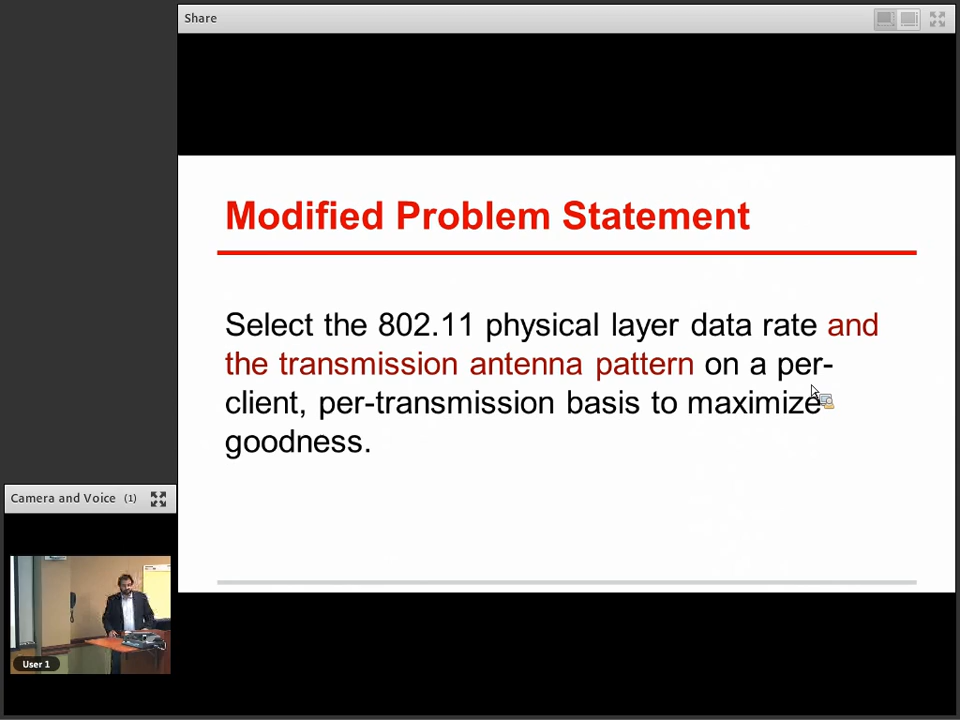 Share
Modified Problem Statement
Select the 802.11 physical layer data rate and
the transmission antenna pattern on a per-
client, per-transmission basis to maximize
goodness.
Camera and Voice (1)
User 1